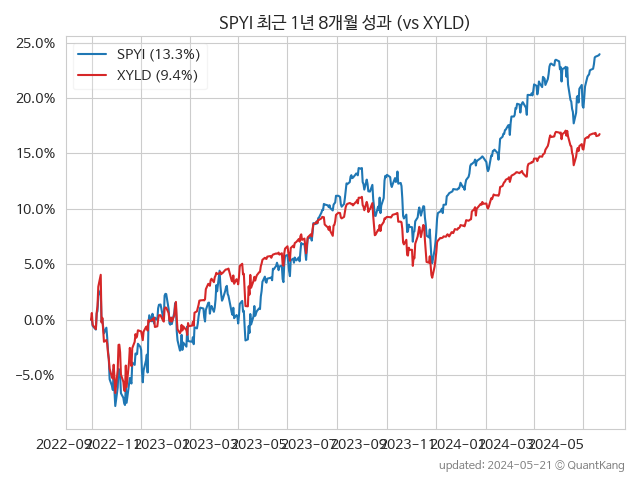 SPYI 최근 1년 8개월 성과 (vs XYLD)
25.0%
SPYI (13.3%)
XYLD (9.4%)
20.0%
15.0%
10.0%
5.0%
0.0%
−5.0%
2022-09 2022-11 2023-01 2023-03 2023-05 2023-07 2023-09 2023-11 2024-01 2024-03 2024-05
updated: 2024-05-21 © QuantKang